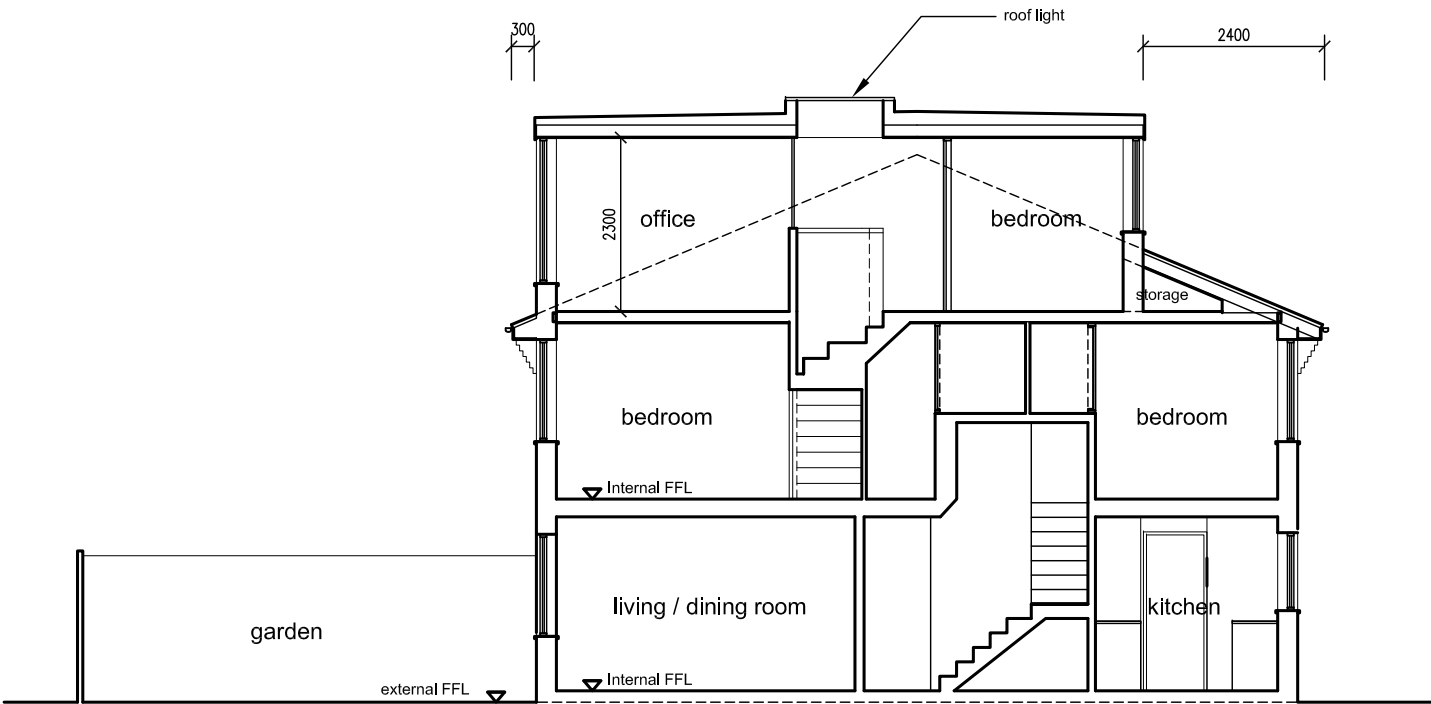 roof light
300
2400
office
2300
bedroom
storage
bedroom
bedroom
Internal FFL
living / dining room
kitchen
garden
Internal FFL
external FFL